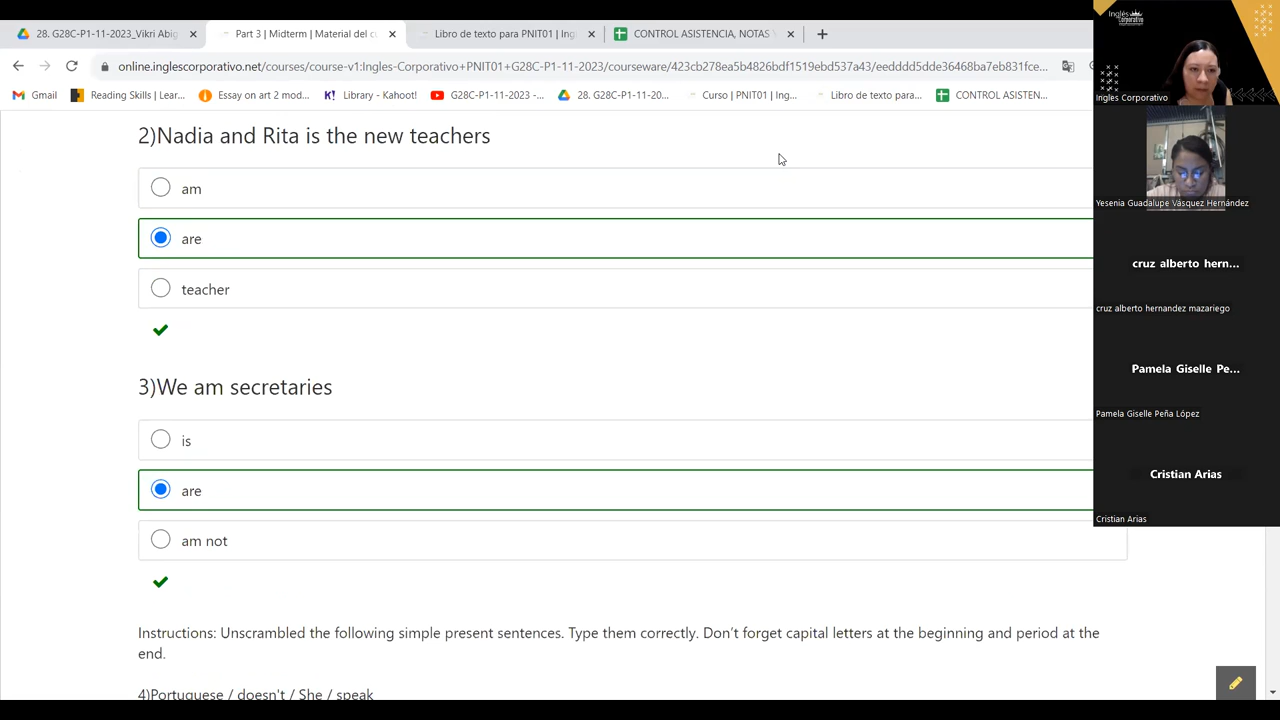 28. G28C-P1-11-2023_Vikri Abig
Part 3 | Midterm | Material del cu
Libro de texto para PNIT01 | Ing
CONTROL ASISTENCIA, NOTAS Y
online.inglescorporativo.net/courses/course-v1:Ingles-Corporativo+PNIT01+G28C-P1-11-2023/courseware/423cb278ea5b4896bdf1519ebd537a43/eedddd5dde36468ba7eb831fce...
Gmail
Reading Skills | Lear...
Essay on art 2 mod...
Library - Kahoot!
G28C-P1-11-2023 -...
28. G28C-P1-11-202...
Curso | PNIT01 | Ing...
Libro de texto para...
CONTROL ASISTEN...
2)Nadia and Rita is the new teachers
am
are
teacher
3)We am secretaries
is
are
am not
Instructions: Unscrambled the following simple present sentences. Type them correctly. Don't forget capital letters at the beginning and period at the
end.
4)Portuguese / doesn't / She / speak
Inglés
Corporativo
Ingles Corporativo
Yesenia Guadalupe Vásquez Hernández
cruz alberto hern...
cruz alberto hernandez mazariego
Pamela Giselle Pe...
Pamela Giselle Peña López
Cristian Arias
Cristian Arias